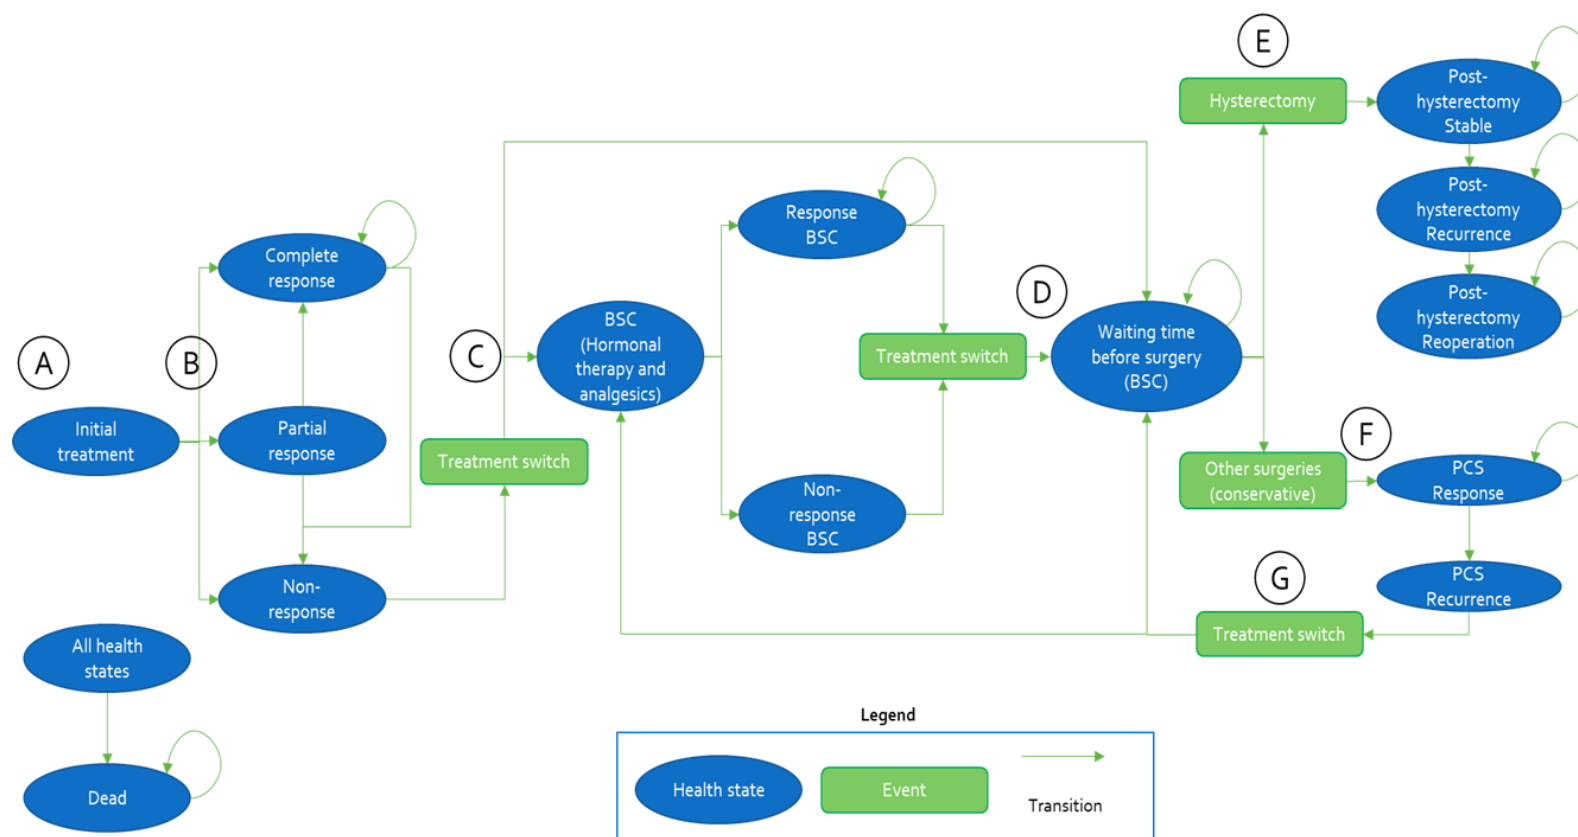 E
Hysterectomy
Post-
hysterectomy
Stable
Response
BSC
Post-
hysterectomy
Recurrence
Complete
response
D
Post-
hysterectomy
Reoperation
A
B
C
BSC
(Hormonal
therapy and
analgesics)
Treatment switch
Waiting time
before surgery
(BSC)
Initial
treatment
Partial
response
Treatment switch
F
Other surgeries
(conservative)
PCS
Response
Non-
response
BSC
Non-
response
G
PCS
Recurrence
Treatment switch
All health
states
Dead
Legend
Health state
Event
Transition